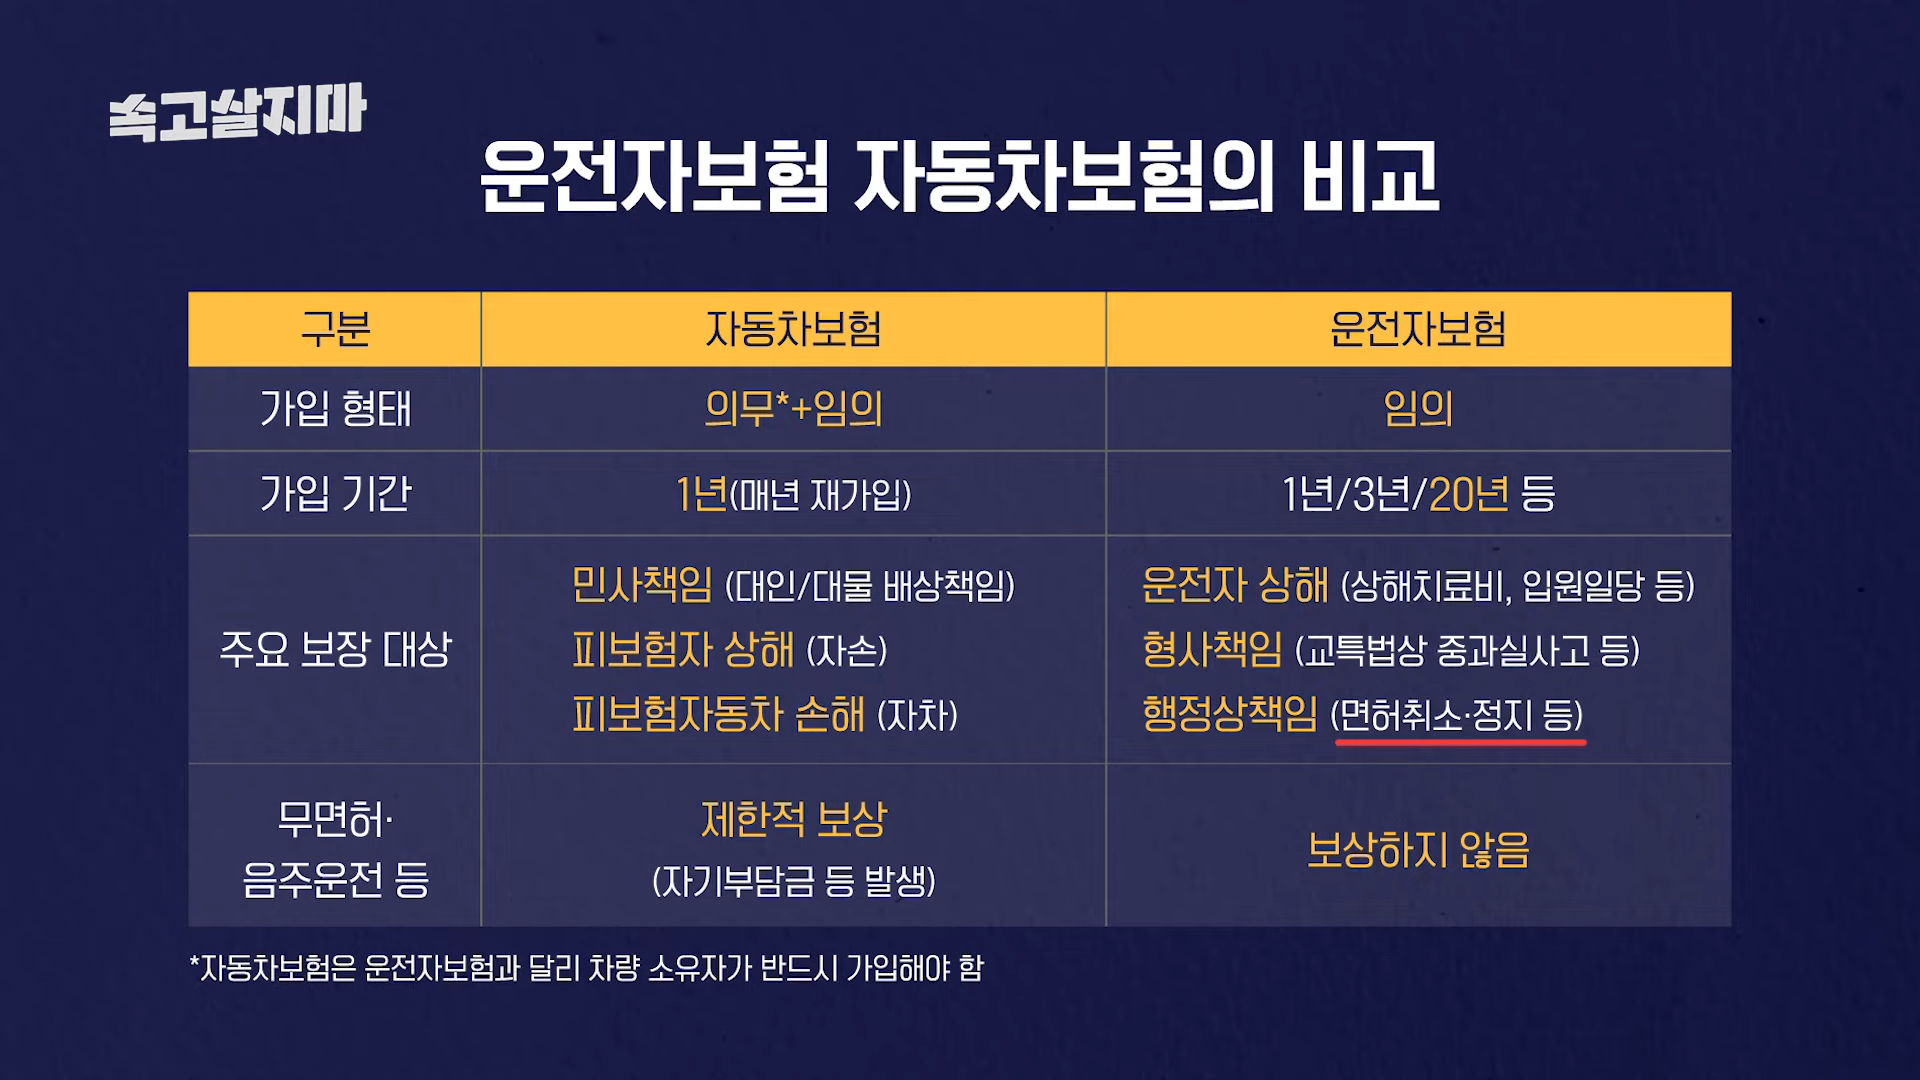 속고살지마
운전자보험 자동차보험의 비교
구분 자동차보험 운전자보험
가입 형태 의무*+임의 임의
가입 기간 1년(매년 재가입) 1년/3년/20년 등
주요 보장 대상
민사책임 (대인/대물 배상책임)
피보험자 상해 (자손)
피보험자동차 손해 (자차)
운전자 상해 (상해치료비, 입원일당 등)
형사책임 (교특법상 중과실사고 등)
행정상책임 (면허취소·정지 등)
무면허·
음주운전 등
제한적 보상
(자기부담금 등 발생)
보상하지 않음
*자동차보험은 운전자보험과 달리 차량 소유자가 반드시 가입해야 함